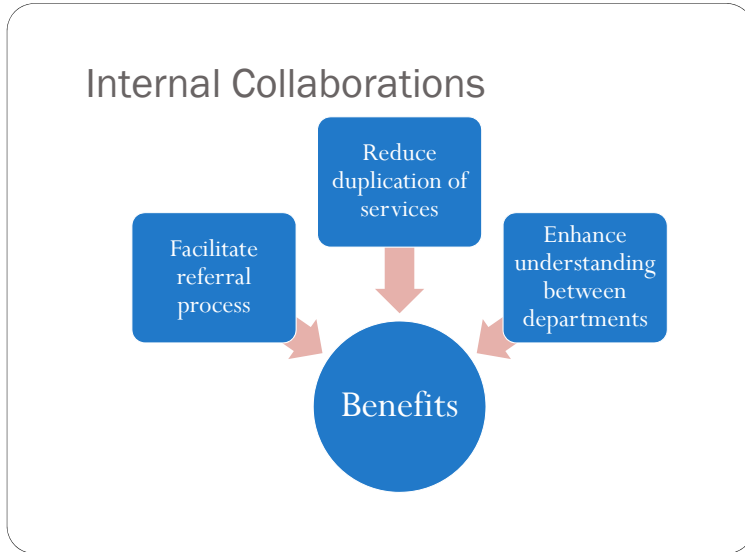 Internal Collaborations
Reduce
duplication of
services
Facilitate
referral
process
Enhance
understanding
between
departments
Benefits